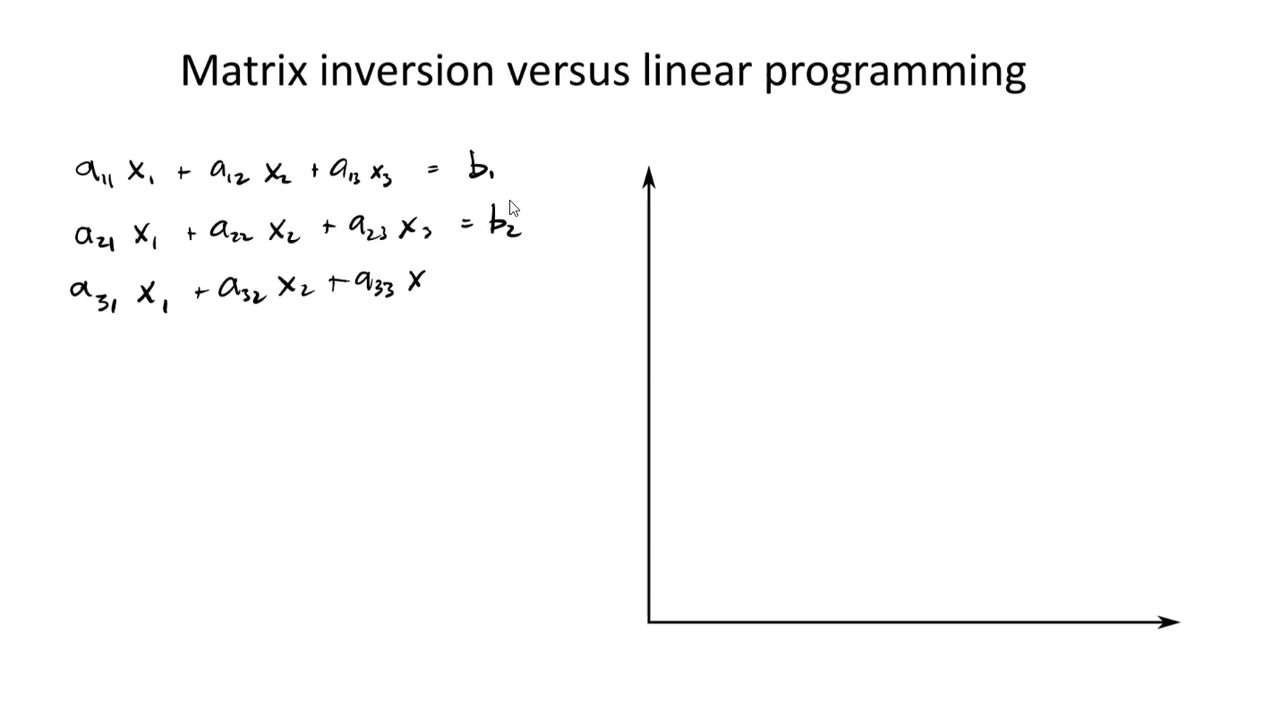 Matrix inversion versus linear programming
a₁₁ x₁ + a₁₂ x₂ + a₁₃ x₃ = b₁
a₂₁ x₁ + a₂₂ x₂ + a₂₃ x₃ = b₂
a₃₁ x₁ + a₃₂ x₂ + a₃₃ x